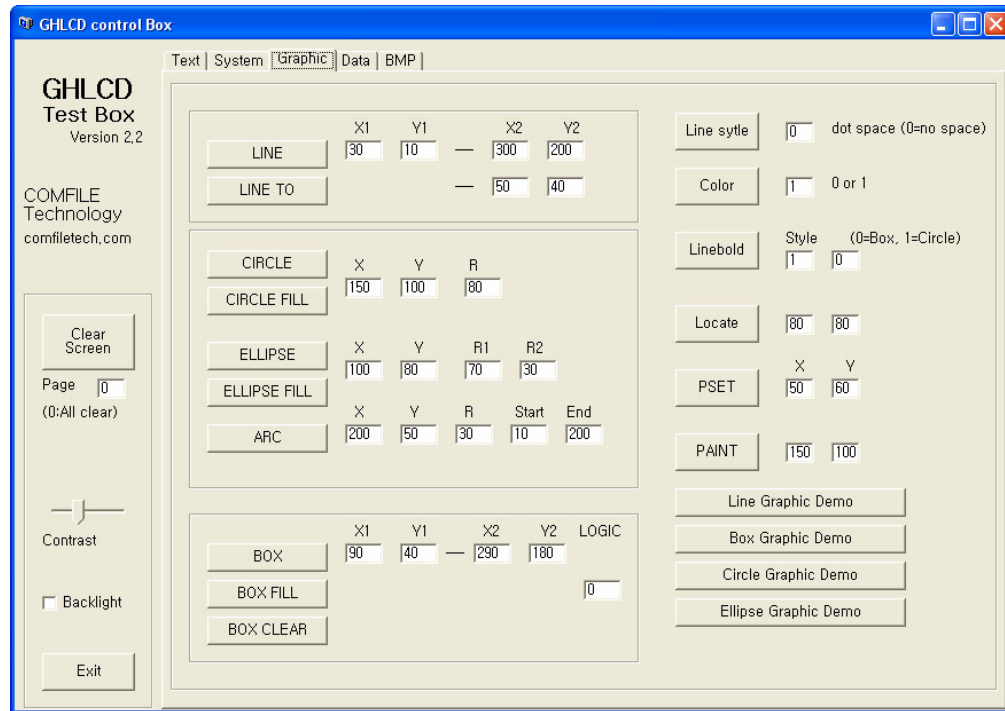 GHLCD control Box
Text System Graphic Data BMP
GHLCD
Test Box
Version 2,2
COMFILE
Technology
comfiletech,com
Clear
Screen
Page 0
(0:All clear)
Contrast
Backlight
Exit
X1 Y1 X2 Y2
LINE 30 10 — 300 200
LINE TO — 50 40
CIRCLE X Y R
CIRCLE FILL 150 100 80
ELLIPSE X Y R1 R2
ELLIPSE FILL 100 80 70 30
X Y R Start End
ARC 200 50 30 10 200
X1 Y1 X2 Y2 LOGIC
BOX 90 40 — 290 180
BOX FILL 0
BOX CLEAR
Line sytle 0 dot space (0=no space)
Color 1 0 or 1
Style (0=Box, 1=Circle)
Linebold 1 0
Locate 80 80
X Y
PSET 50 60
PAINT 150 100
Line Graphic Demo
Box Graphic Demo
Circle Graphic Demo
Ellipse Graphic Demo